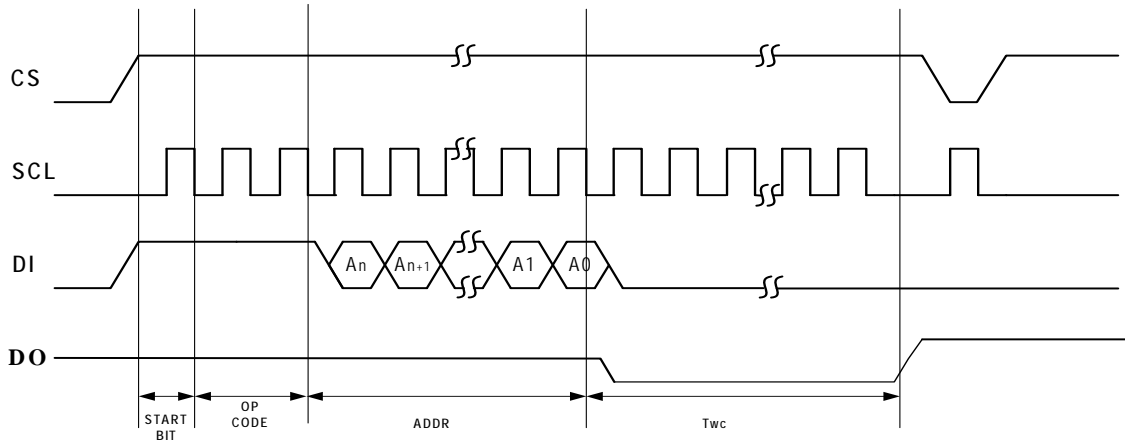 CS
SCL
DI
An An+1 A1 A0
DO
START
BIT
OP
CODE
ADDR
Twc